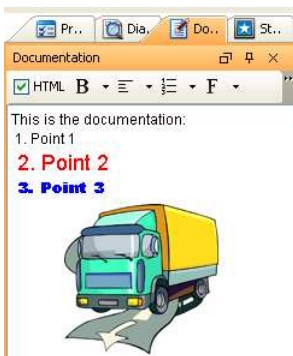 Pr.. Dia. Do.. St..
Documentation
HTML B F
This is the documentation:
1. Point 1
2. Point 2
3. Point 3